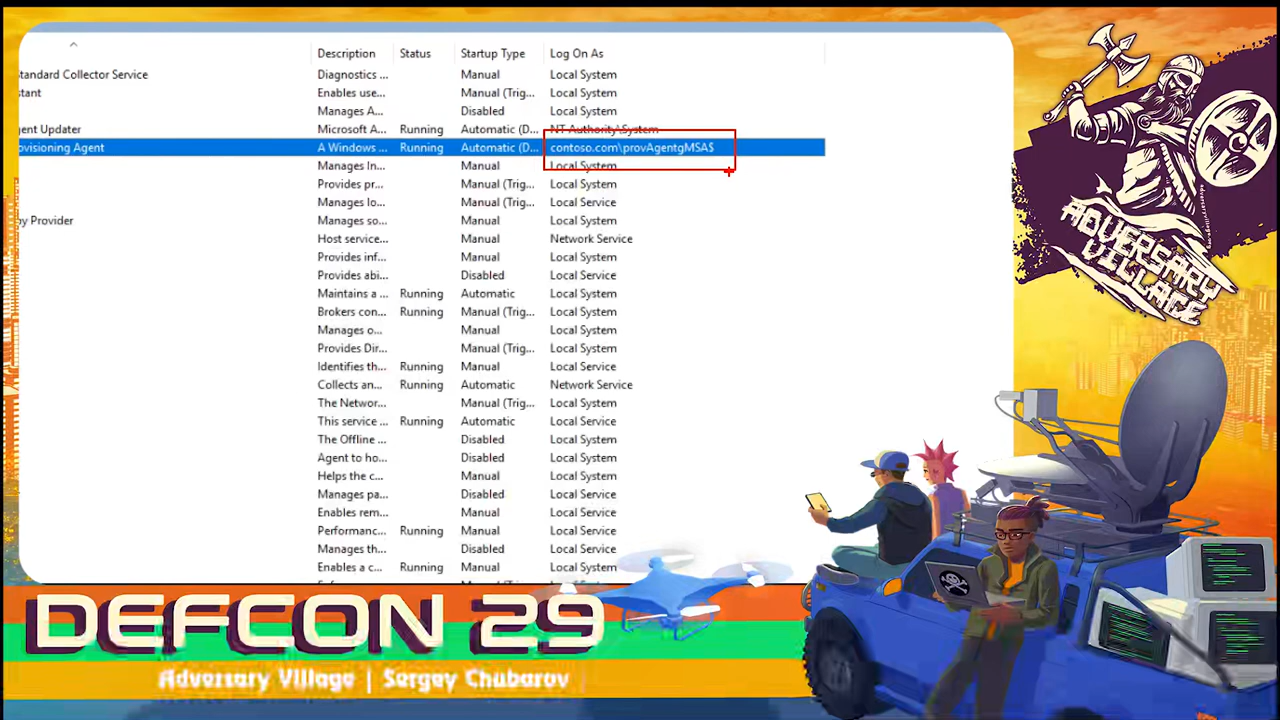 Description Status Startup Type Log On As
tandard Collector Service Diagnostics ... Manual Local System
stant Enables use... Manual (Trig... Local System
Manages A... Disabled Local System
gent Updater Microsoft A... Running Automatic (D... NT Authority\System
ovisioning Agent A Windows ... Running Automatic (D... contoso.com\provAgentgMSA$
Manages In... Manual Local System
Provides pr... Manual (Trig... Local System
Manages lo... Manual (Trig... Local Service
y Provider Manages so... Manual Local System
Host service... Manual Network Service
Provides inf... Manual Local System
Provides abi... Disabled Local Service
Maintains a ... Running Automatic Local System
Brokers con... Running Manual (Trig... Local System
Manages o... Manual Local System
Provides Dir... Manual (Trig... Local System
Identifies th... Running Manual Local Service
Collects an... Running Automatic Network Service
The Networ... Manual (Trig... Local System
This service ... Running Automatic Local Service
The Offline ... Disabled Local System
Agent to ho... Disabled Local System
Helps the c... Manual Local System
Manages pa... Disabled Local Service
Enables rem... Manual Local Service
Performanc... Running Manual Local Service
Manages th... Disabled Local Service
Enables a c... Running Manual Local System
ADVERSARY
VILLAGE
DEFCON 29
Adversary Village | Sergey Chubarov